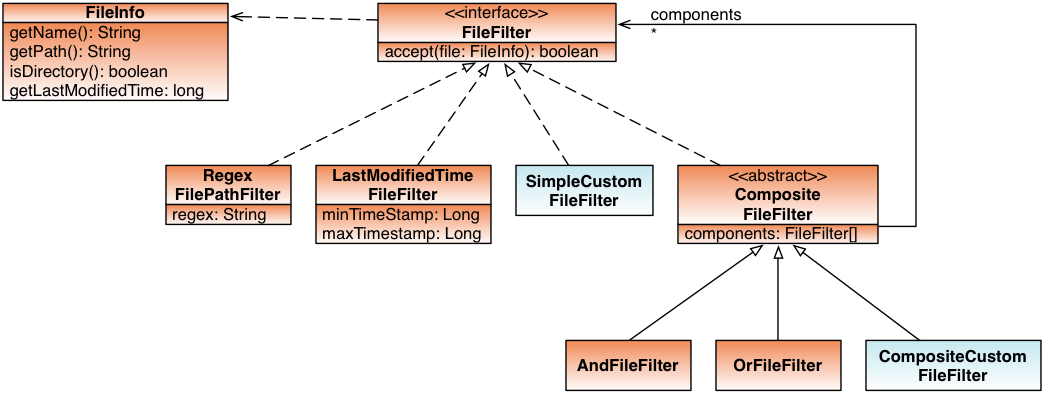 FileInfo
getName(): String
getPath(): String
isDirectory(): boolean
getLastModifiedTime: long
<<interface>>
FileFilter
accept(file: FileInfo): boolean
components
*
Regex
FilePathFilter
regex: String
LastModifiedTime
FileFilter
minTimeStamp: Long
maxTimestamp: Long
SimpleCustom
FileFilter
<<abstract>>
Composite
FileFilter
components: FileFilter[]
AndFileFilter
OrFileFilter
CompositeCustom
FileFilter